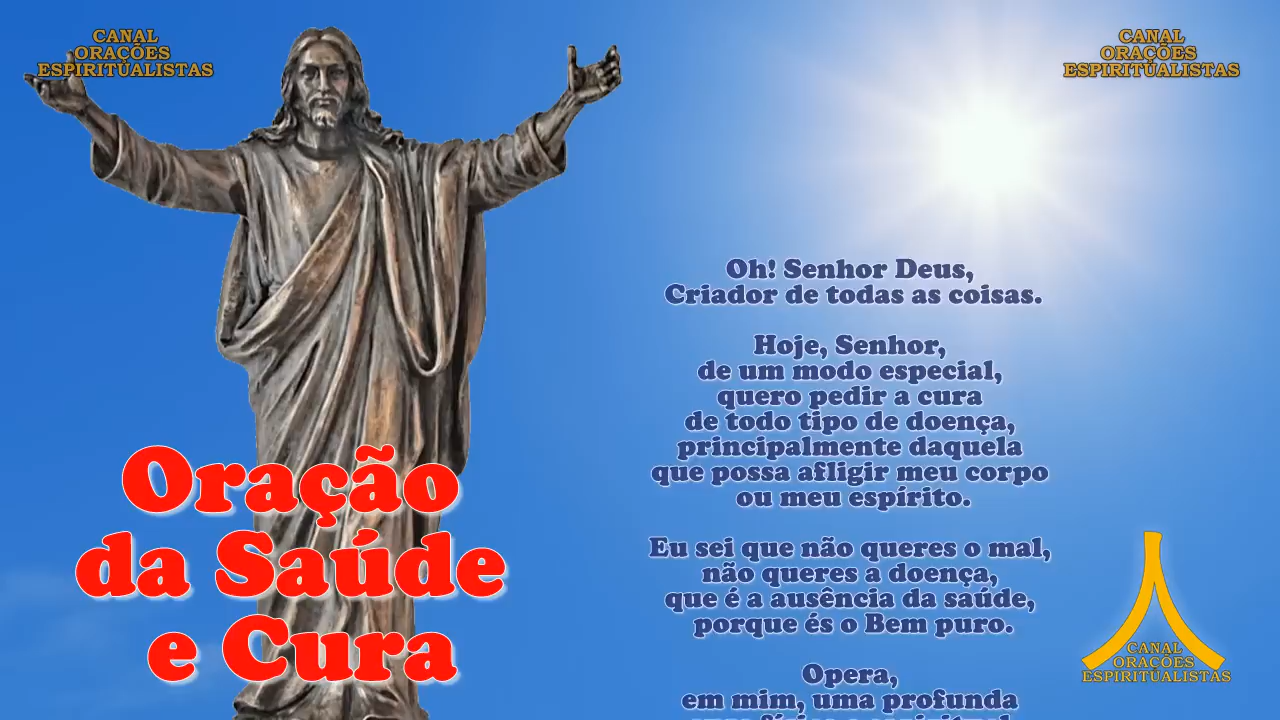 CANAL
ORAÇÕES
ESPIRITUALISTAS
CANAL
ORAÇÕES
ESPIRITUALISTAS
Oração
da Saúde
e Cura
Oh! Senhor Deus,
Criador de todas as coisas.
Hoje, Senhor,
de um modo especial,
quero pedir a cura
de todo tipo de doença,
principalmente daquela
que possa afligir meu corpo
ou meu espírito.
Eu sei que não queres o mal,
não queres a doença,
que é a ausência da saúde,
porque és o Bem puro.
Opera,
em mim, uma profunda
CANAL
ORAÇÕES
ESPIRITUALISTAS